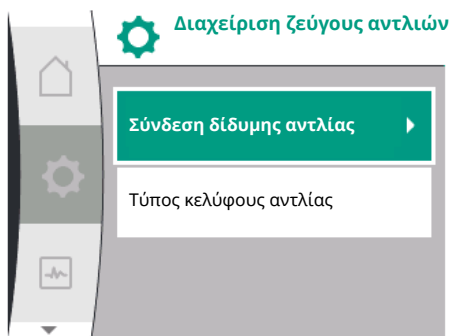 Διαχείριση ζεύγους αντλιών
Σύνδεση δίδυμης αντλίας
Τύπος κελύφους αντλίας